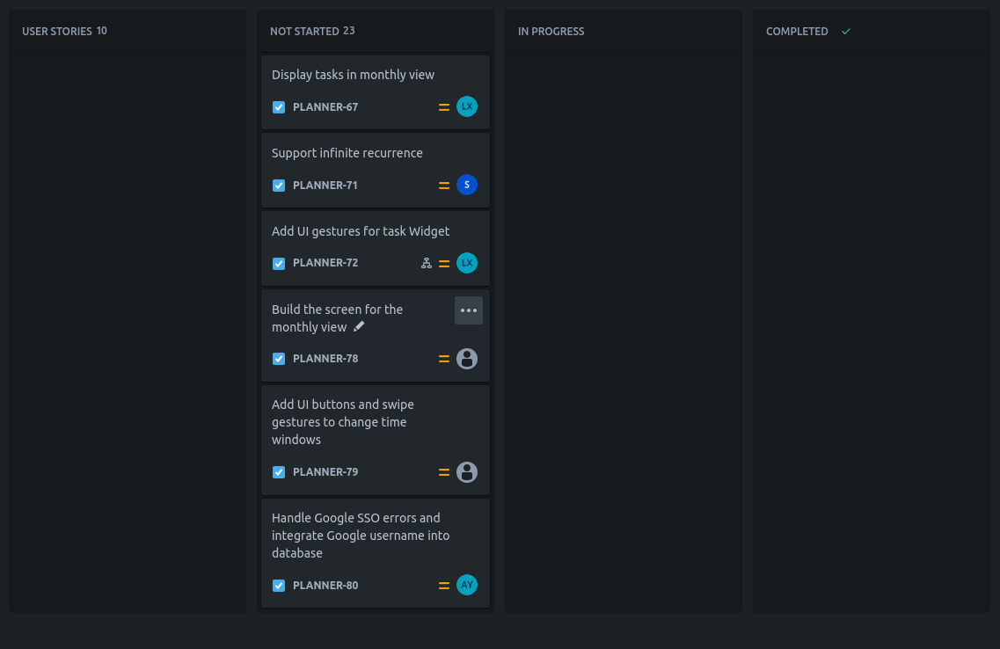 USER STORIES 10
NOT STARTED 23
IN PROGRESS
COMPLETED
Display tasks in monthly view
PLANNER-67
LX
Support infinite recurrence
PLANNER-71
S
Add UI gestures for task Widget
PLANNER-72
LX
Build the screen for the
monthly view
PLANNER-78
Add UI buttons and swipe
gestures to change time
windows
PLANNER-79
Handle Google SSO errors and
integrate Google username into
database
PLANNER-80
AY